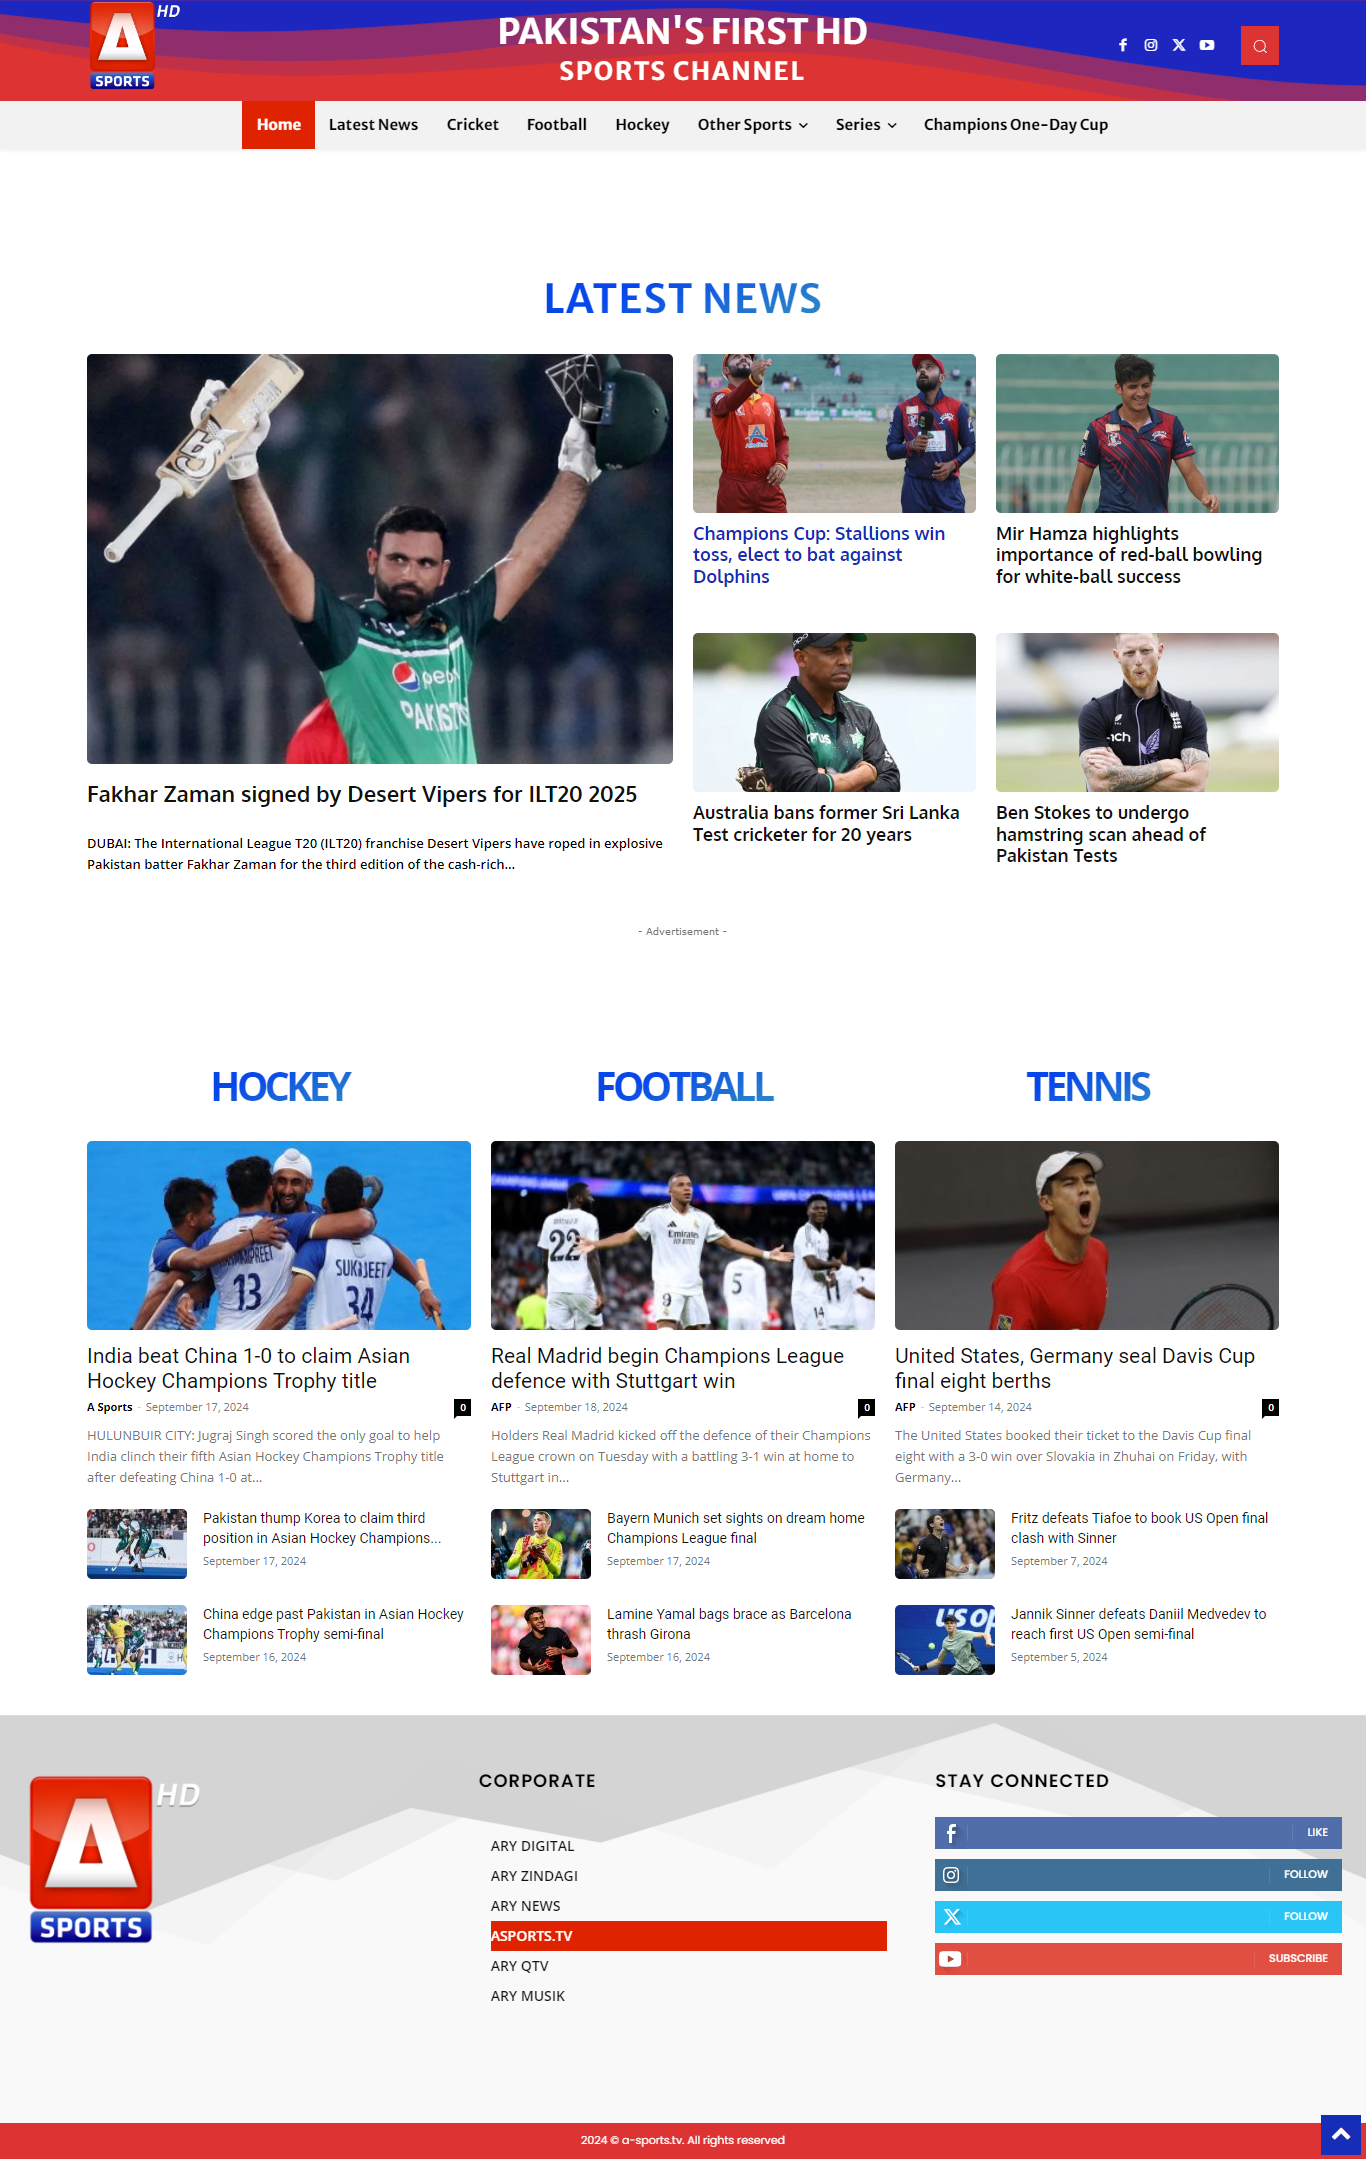 HD
A
SPORTS
PAKISTAN'S FIRST HD
SPORTS CHANNEL
Home
Latest News
Cricket
Football
Hockey
Other Sports
Series
Champions One-Day Cup
LATEST NEWS
pepsi
PAKISTAN
Fakhar Zaman signed by Desert Vipers for ILT20 2025
DUBAI: The International League T20 (ILT20) franchise Desert Vipers have roped in explosive
Pakistan batter Fakhar Zaman for the third edition of the cash-rich...
Champions Cup: Stallions win
toss, elect to bat against
Dolphins
Mir Hamza highlights
importance of red-ball bowling
for white-ball success
Australia bans former Sri Lanka
Test cricketer for 20 years
Ben Stokes to undergo
hamstring scan ahead of
Pakistan Tests
- Advertisement -
HOCKEY
FOOTBALL
TENNIS
13
SUKHJEET
34
22
Emirates
9
5
14
India beat China 1-0 to claim Asian
Hockey Champions Trophy title
A Sports - September 17, 2024
0
HULUNBUIR CITY: Jugraj Singh scored the only goal to help
India clinch their fifth Asian Hockey Champions Trophy title
after defeating China 1-0 at...
Real Madrid begin Champions League
defence with Stuttgart win
AFP - September 18, 2024
0
Holders Real Madrid kicked off the defence of their Champions
League crown on Tuesday with a battling 3-1 win at home to
Stuttgart in...
United States, Germany seal Davis Cup
final eight berths
AFP - September 14, 2024
0
The United States booked their ticket to the Davis Cup final
eight with a 3-0 win over Slovakia in Zhuhai on Friday, with
Germany...
Pakistan thump Korea to claim third
position in Asian Hockey Champions...
September 17, 2024
Bayern Munich set sights on dream home
Champions League final
September 17, 2024
Fritz defeats Tiafoe to book US Open final
clash with Sinner
September 7, 2024
China edge past Pakistan in Asian Hockey
Champions Trophy semi-final
September 16, 2024
Lamine Yamal bags brace as Barcelona
thrash Girona
September 16, 2024
Jannik Sinner defeats Daniil Medvedev to
reach first US Open semi-final
September 5, 2024
HD
A
SPORTS
CORPORATE
ARY DIGITAL
ARY ZINDAGI
ARY NEWS
ASPORTS.TV
ARY QTV
ARY MUSIK
STAY CONNECTED
LIKE
FOLLOW
FOLLOW
SUBSCRIBE
2024 © a-sports.tv. All rights reserved